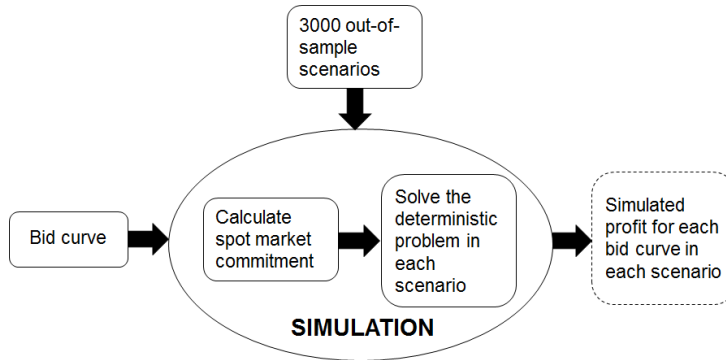 3000 out-of-
sample
scenarios
Bid curve
Calculate
spot market
commitment
Solve the
deterministic
problem in
each
scenario
Simulated
profit for each
bid curve in
each scenario
SIMULATION